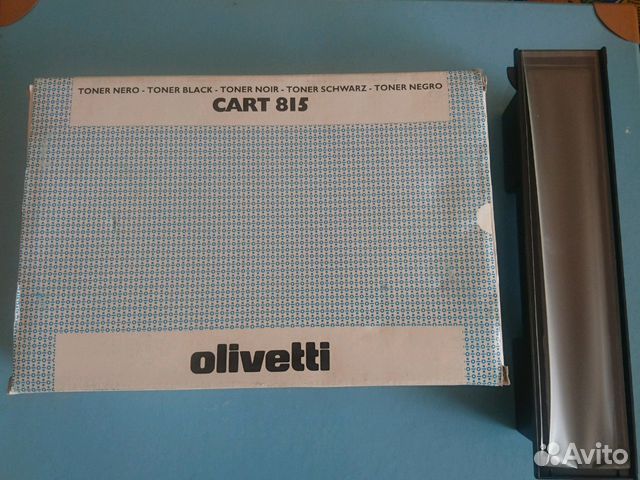 TONER NERO - TONER BLACK - TONER NOIR - TONER SCHWARZ - TONER NEGRO
CART 815
olivetti
Avito